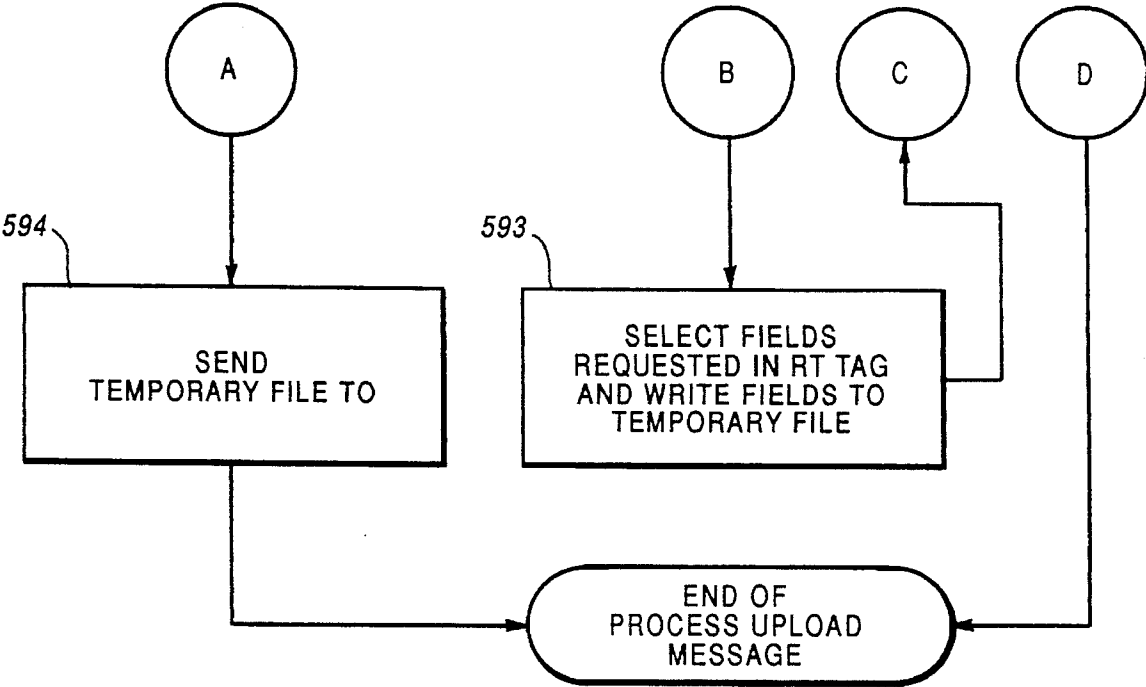 A
B
C
D
594
593
SEND
TEMPORARY FILE TO
SELECT FIELDS
REQUESTED IN RT TAG
AND WRITE FIELDS TO
TEMPORARY FILE
END OF
PROCESS UPLOAD
MESSAGE